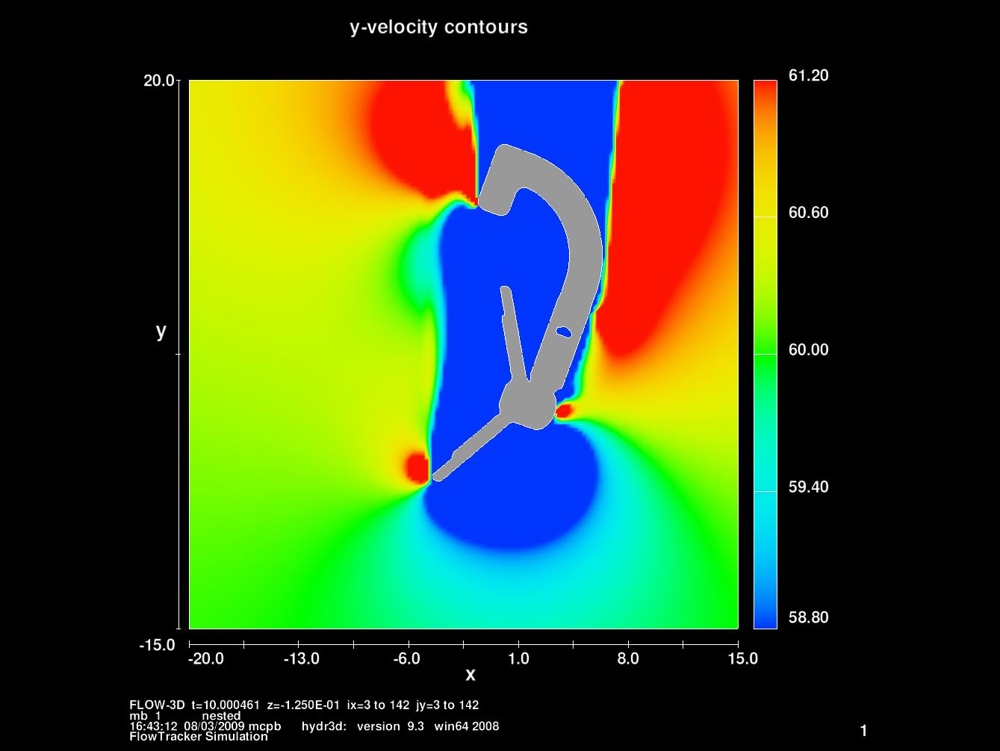 y-velocity contours
20.0
y
-15.0
-20.0 -13.0 -6.0 1.0 8.0 15.0
x
61.20
60.60
60.00
59.40
58.80
FLOW-3D t=10.000461 z=-1.250E-01 ix=3 to 142 jy=3 to 142
mb 1 nested
16:43:12 08/03/2009 mcpb hydr3d: version 9.3 win64 2008
FlowTracker Simulation
1